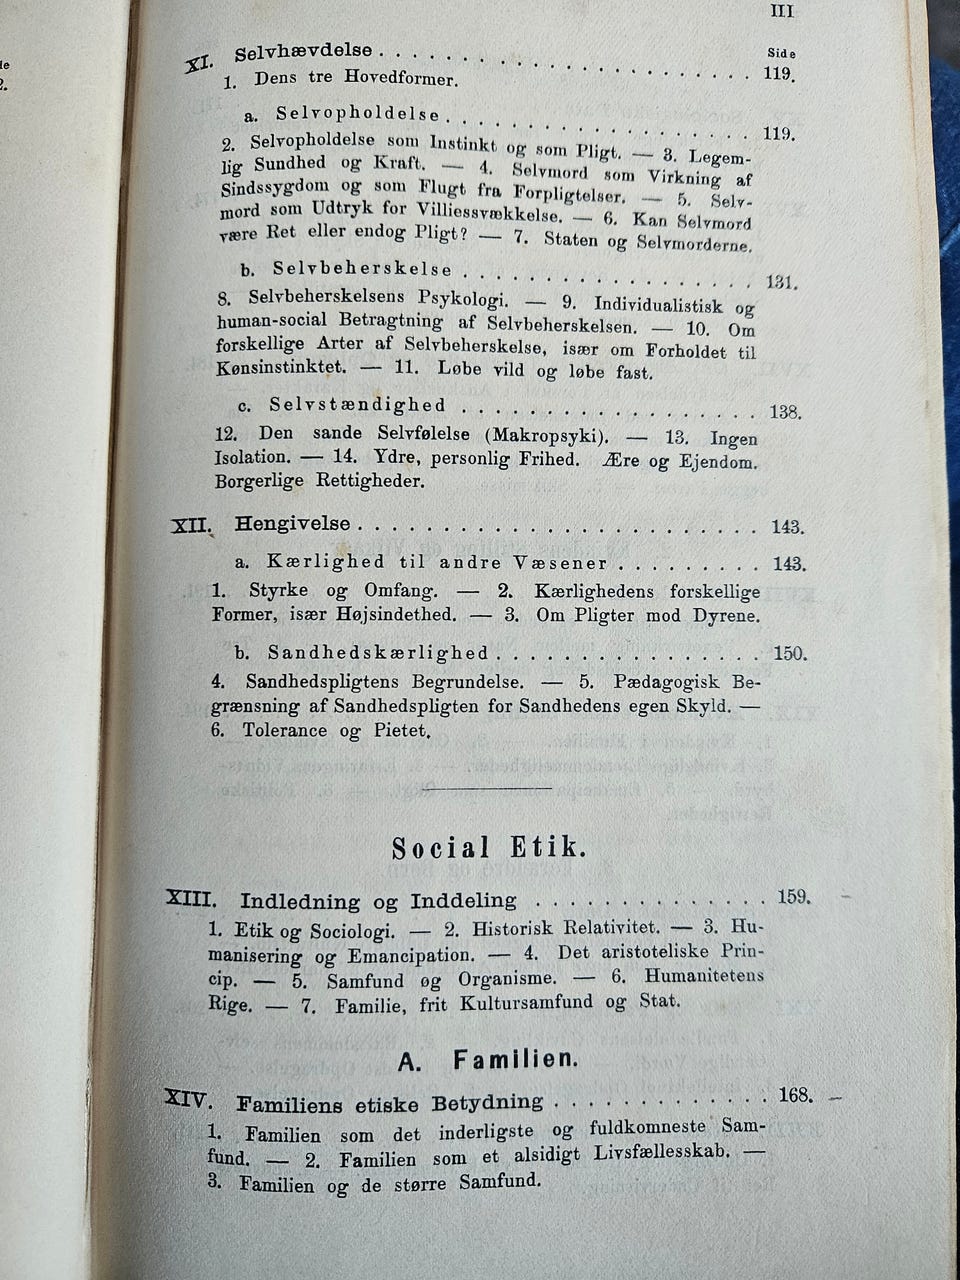 III
Side
XI. Selvhævdelse . . . . . . . . . . . . . . . . . . . . 119.
1. Dens tre Hovedformer.
a. Selvopholdelse . . . . . . . . . . . . . . . . . 119.
2. Selvopholdelse som Instinkt og som Pligt. — 3. Legem-
lig Sundhed og Kraft. — 4. Selvmord som Virkning af
Sindssygdom og som Flugt fra Forpligtelser. — 5. Selv-
mord som Udtryk for Villiessvækkelse. — 6. Kan Selvmord
være Ret eller endog Pligt? — 7. Staten og Selvmorderne.
b. Selvbeherskelse . . . . . . . . . . . . . . . . 131.
8. Selvbeherskelsens Psykologi. — 9. Individualistisk og
human-social Betragtning af Selvbeherskelsen. — 10. Om
forskellige Arter af Selvbeherskelse, især om Forholdet til
Kønsinstinktet. — 11. Løbe vild og løbe fast.
c. Selvstændighed . . . . . . . . . . . . . . . . . 138.
12. Den sande Selvfølelse (Makropsyki). — 13. Ingen
Isolation. — 14. Ydre, personlig Frihed. Ære og Ejendom.
Borgerlige Rettigheder.
XII. Hengivelse . . . . . . . . . . . . . . . . . . . . 143.
a. Kærlighed til andre Væsener . . . . . . . . . 143.
1. Styrke og Omfang. — 2. Kærlighedens forskellige
Former, især Højsindethed. — 3. Om Pligter mod Dyrene.
b. Sandhedskærlighed . . . . . . . . . . . . . . . 150.
4. Sandhedspligtens Begrundelse. — 5. Pædagogisk Be-
grænsning af Sandhedspligten for Sandhedens egen Skyld. —
6. Tolerance og Pietet.
Social Etik.
XIII. Indledning og Inddeling . . . . . . . . . . . . . 159.
1. Etik og Sociologi. — 2. Historisk Relativitet. — 3. Hu-
manisering og Emancipation. — 4. Det aristoteliske Prin-
cip. — 5. Samfund og Organisme. — 6. Humanitetens
Rige. — 7. Familie, frit Kultursamfund og Stat.
A. Familien.
XIV. Familiens etiske Betydning . . . . . . . . . . . . 168.
1. Familien som det inderligste og fuldkomneste Sam-
fund. — 2. Familien som et alsidigt Livsfællesskab. —
3. Familien og de større Samfund.